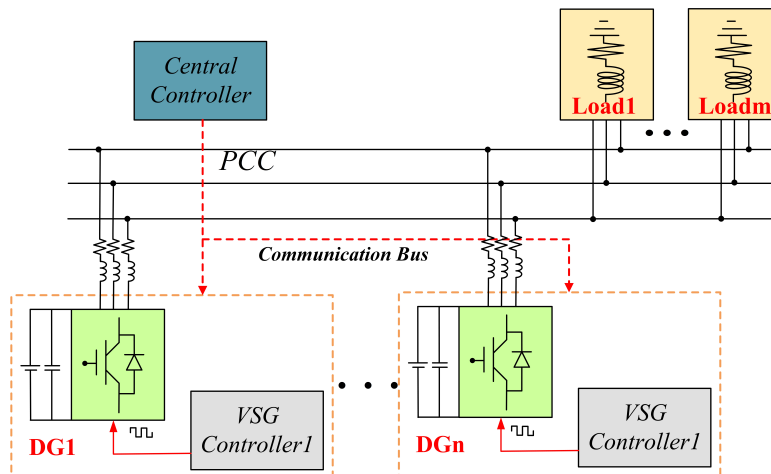 Central
Controller
Load1
Loadm
PCC
Communication Bus
DG1
VSG
Controller1
DGn
VSG
Controller1